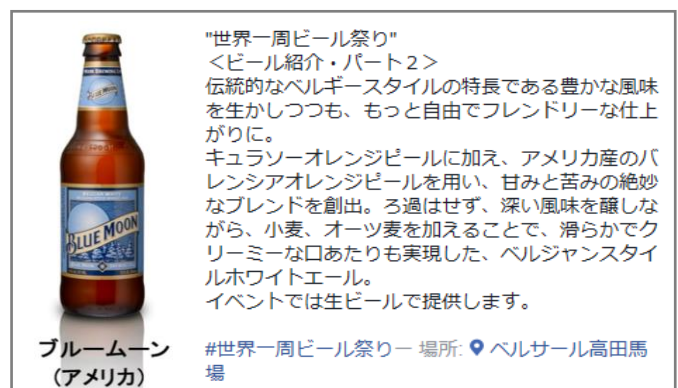 "世界一周ビール祭り"
＜ビール紹介・パート２＞
伝統的なベルギースタイルの特長である豊かな風味
を生かしつつも、もっと自由でフレンドリーな仕上
がりに。
キュラソーオレンジピールに加え、アメリカ産のバ
レンシアオレンジピールを用い、甘みと苦みの絶妙
なブレンドを創出。ろ過はせず、深い風味を醸しな
がら、小麦、オーツ麦を加えることで、滑らかでク
リーミーな口あたりも実現した、ベルジャンスタイ
ルホワイトエール。
イベントでは生ビールで提供します。
#世界一周ビール祭り— 場所: ベルサール高田馬
場
BLUE MOON
BLUE MOON
ブルームーン
（アメリカ）